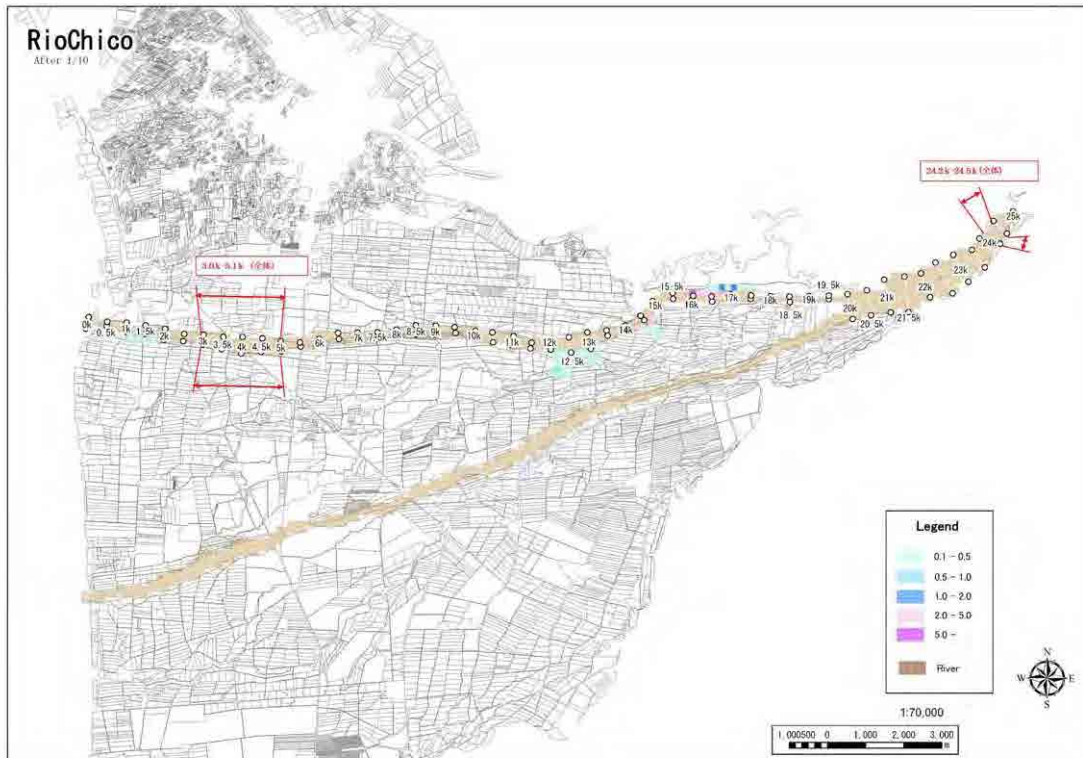 RioChico
After 1/10
24.2k-24.5k (全体)
25k
24k
3.0k-5.1k (全体)
23k
15.5k
19.5k
22k
21k
15k
16k
17k
18k
19k
20k
18.5k
20.5k
21.5k
0k
0.5k
1k
1.5k
2k
3k
3.5k
4k
4.5k
5k
6k
7k
7.5k
8k
8.5k
9k
10k
11k
12k
12.5k
13k
14k
Legend
0.1 - 0.5
0.5 - 1.0
1.0 - 2.0
2.0 - 5.0
5.0 -
River
N
W
E
S
1:70,000
1,000 500 0 1,000 2,000 3,000
m